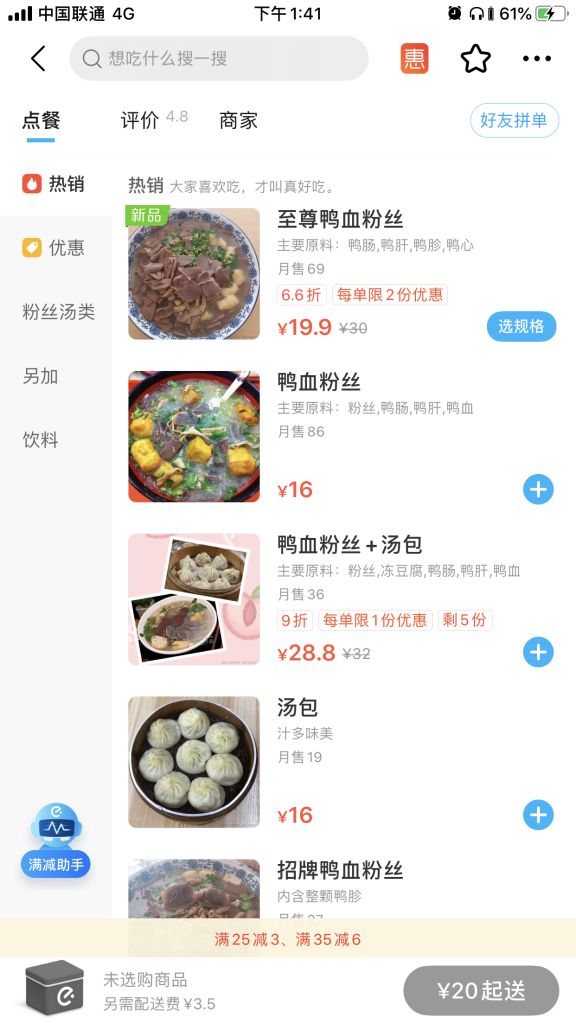 中国联通 4G 下午1:41 61%
想吃什么搜一搜 惠
点餐 评价 4.8 商家 好友拼单
热销
优惠
粉丝汤类
另加
饮料
热销 大家喜欢吃，才叫真好吃。
新品
至尊鸭血粉丝
主要原料：鸭肠,鸭肝,鸭胗,鸭心
月售69
6.6折 每单限2份优惠
¥19.9 ¥30 选规格
鸭血粉丝
主要原料：粉丝,鸭肠,鸭肝,鸭血
月售86
¥16
鸭血粉丝+汤包
主要原料：粉丝,冻豆腐,鸭肠,鸭肝,鸭血
月售36
9折 每单限1份优惠 剩5份
¥28.8 ¥32
汤包
汁多味美
月售19
¥16
招牌鸭血粉丝
内含整颗鸭胗
满减助手
满25减3、满35减6
未选购商品
另需配送费¥3.5
¥20起送